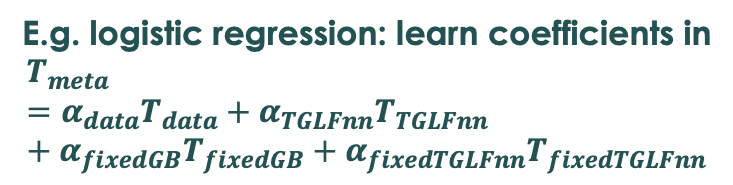 E.g. logistic regression: learn coefficients in
T_meta
= α_data T_data + α_TGLFnn T_TGLFnn
+ α_fixedGB T_fixedGB + α_fixedTGLFnn T_fixedTGLFnn